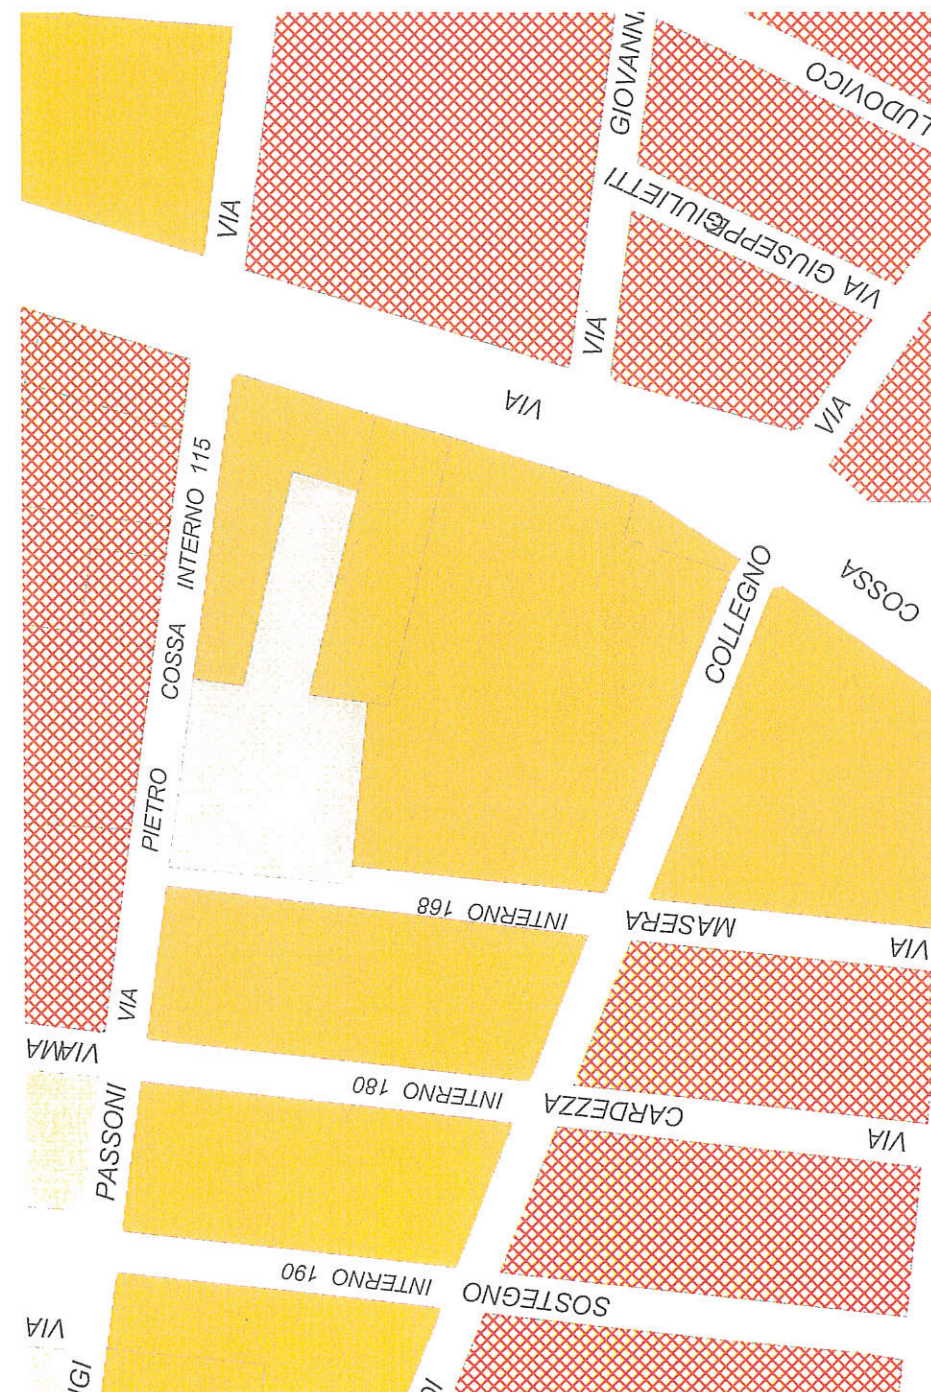 LUDOVICO
GIOVANNA
VIA GIUSEPPE
GIULIETTI
VIA
VIA
VIA
VIA
COSSA
INTERNO 115
COLLEGNO
COSSA
PIETRO
INTERNO 168
MASERA
VIA
VIA
VIAMA
PASSONI
INTERNO 180
CARDEZZA
VIA
INTERNO 190
SOSTEGNO
VIA